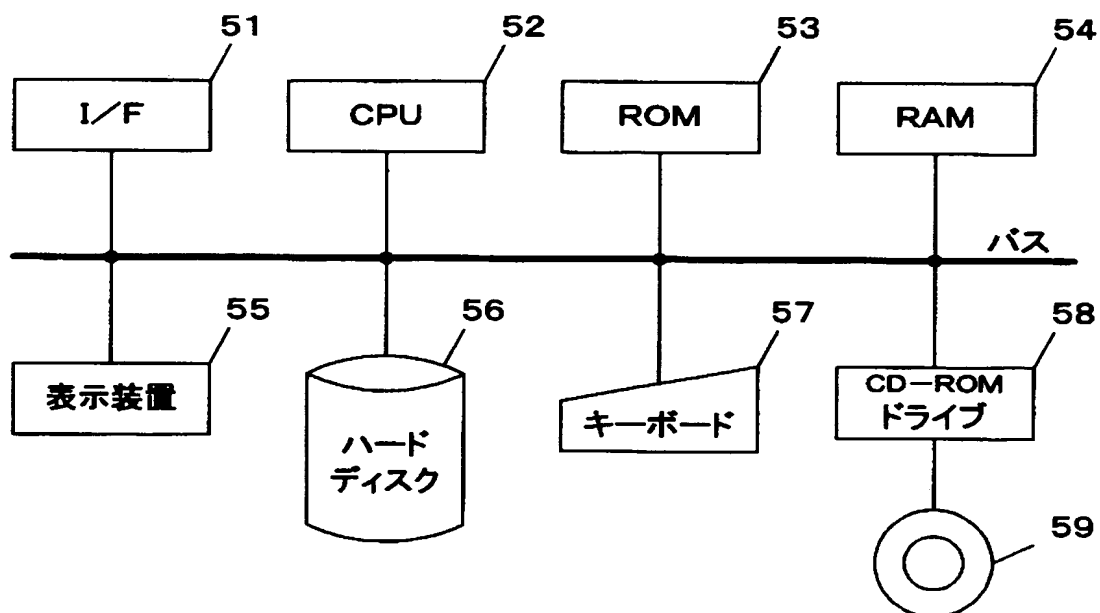 51
52
53
54
I／F
CPU
ROM
RAM
バス
55
56
57
58
表示装置
ハード
ディスク
キーボード
CD－ROM
ドライブ
59